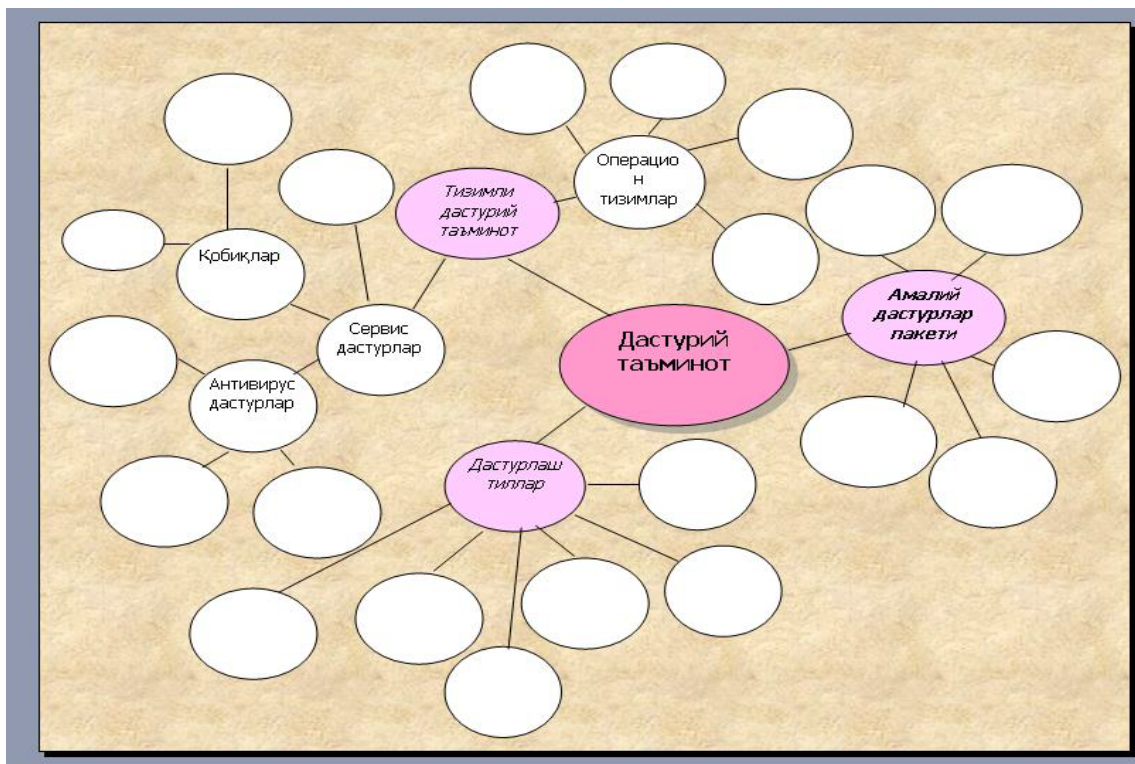 Операцио
н
тизимлар
Тизимли
дастурий
таъминот
Қобиқлар
Амалий
дастурлар
пакети
Сервис
дастурлар
Дастурий
таъминот
Антивирус
дастурлар
Дастурлаш
тиллар